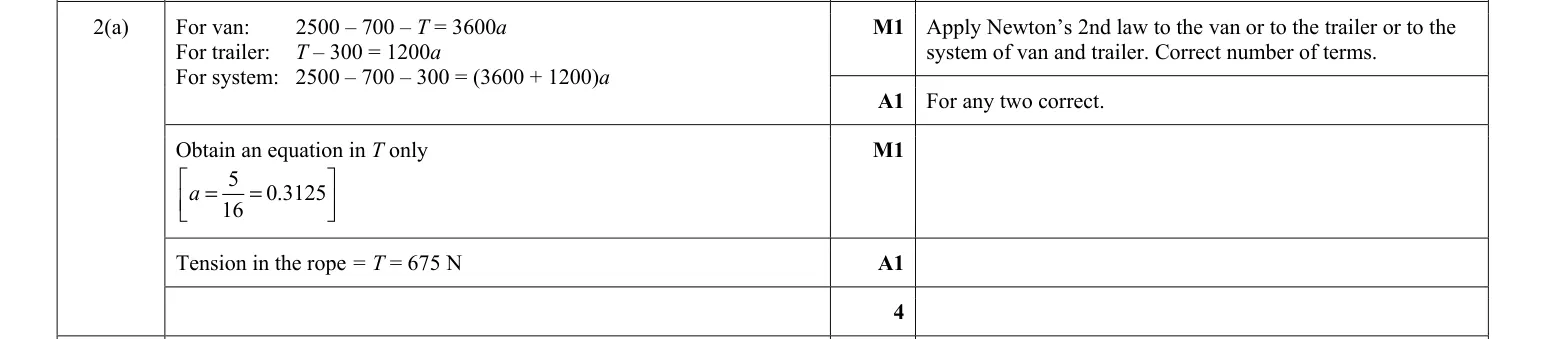 2(a)
For van: 2500 – 700 – T = 3600a
For trailer: T – 300 = 1200a
For system: 2500 – 700 – 300 = (3600 + 1200)a
M1
Apply Newton’s 2nd law to the van or to the trailer or to the
system of van and trailer. Correct number of terms.
A1
For any two correct.
Obtain an equation in T only
M1
[a = 5/16 = 0.3125]
Tension in the rope = T = 675 N
A1
4